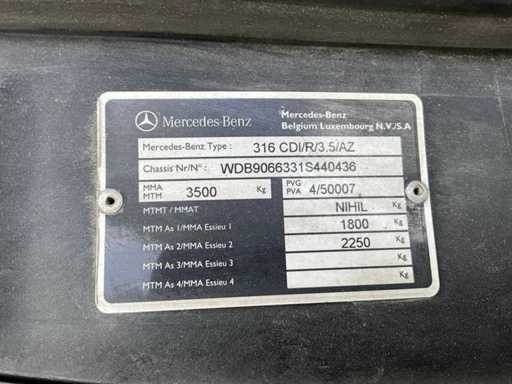 Mercedes-Benz
Mercedes-Benz
Belgium Luxembourg N.V./S.A
Mercedes-Benz Type : 316 CDI/R/3.5/AZ
Chassis Nr/N° : WDB9066331S440436
MMA
MTM 3500 Kg
PVG
PVA 4/50007
MTMT / MMAT NIHIL Kg
MTM As 1/MMA Essieu 1 1800 Kg
MTM As 2/MMA Essieu 2 2250 Kg
MTM As 3/MMA Essieu 3 Kg
MTM As 4/MMA Essieu 4 Kg